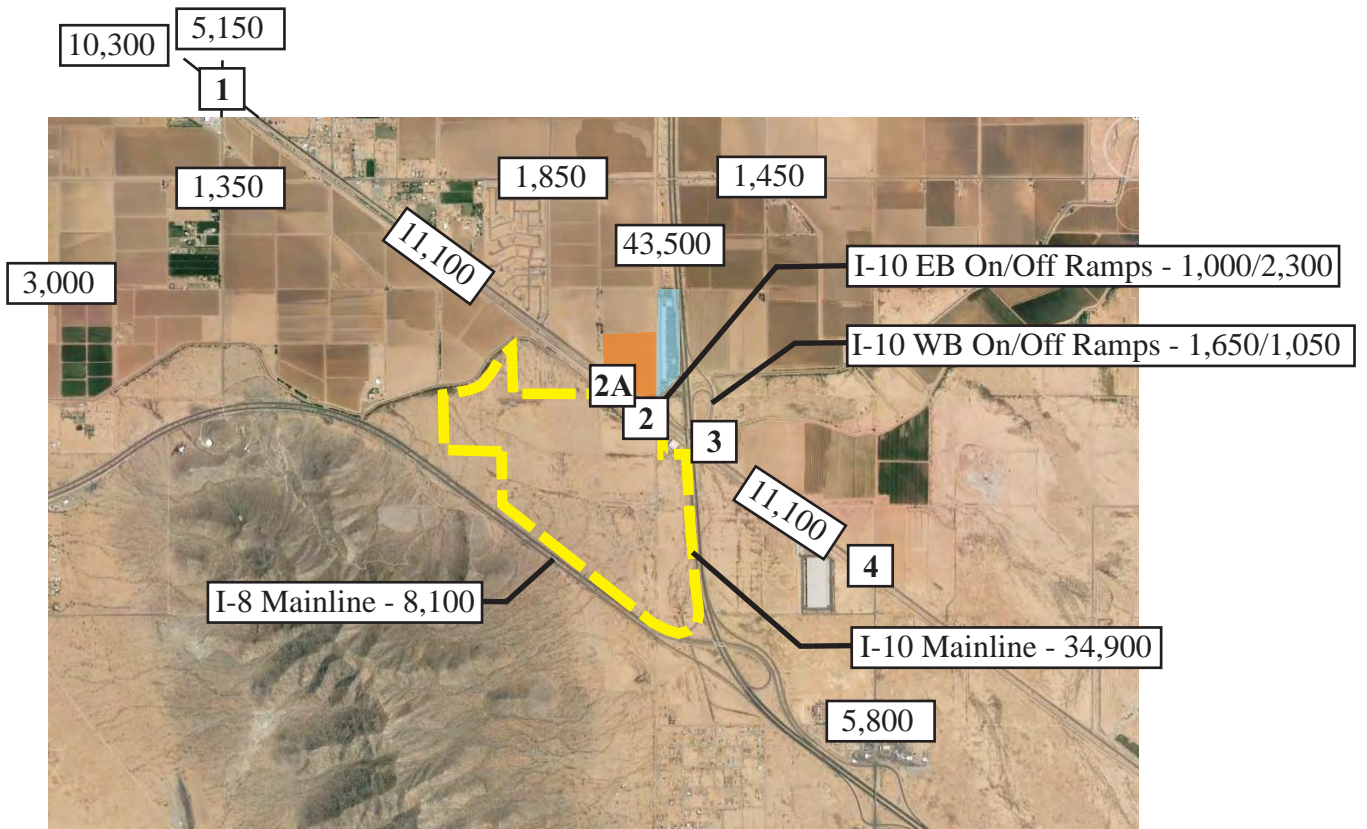 5,150
10,300
1
1,350
1,850
1,450
11,100
43,500
3,000
I-10 EB On/Off Ramps - 1,000/2,300
I-10 WB On/Off Ramps - 1,650/1,050
2A
2
3
11,100
4
I-8 Mainline - 8,100
I-10 Mainline - 34,900
5,800